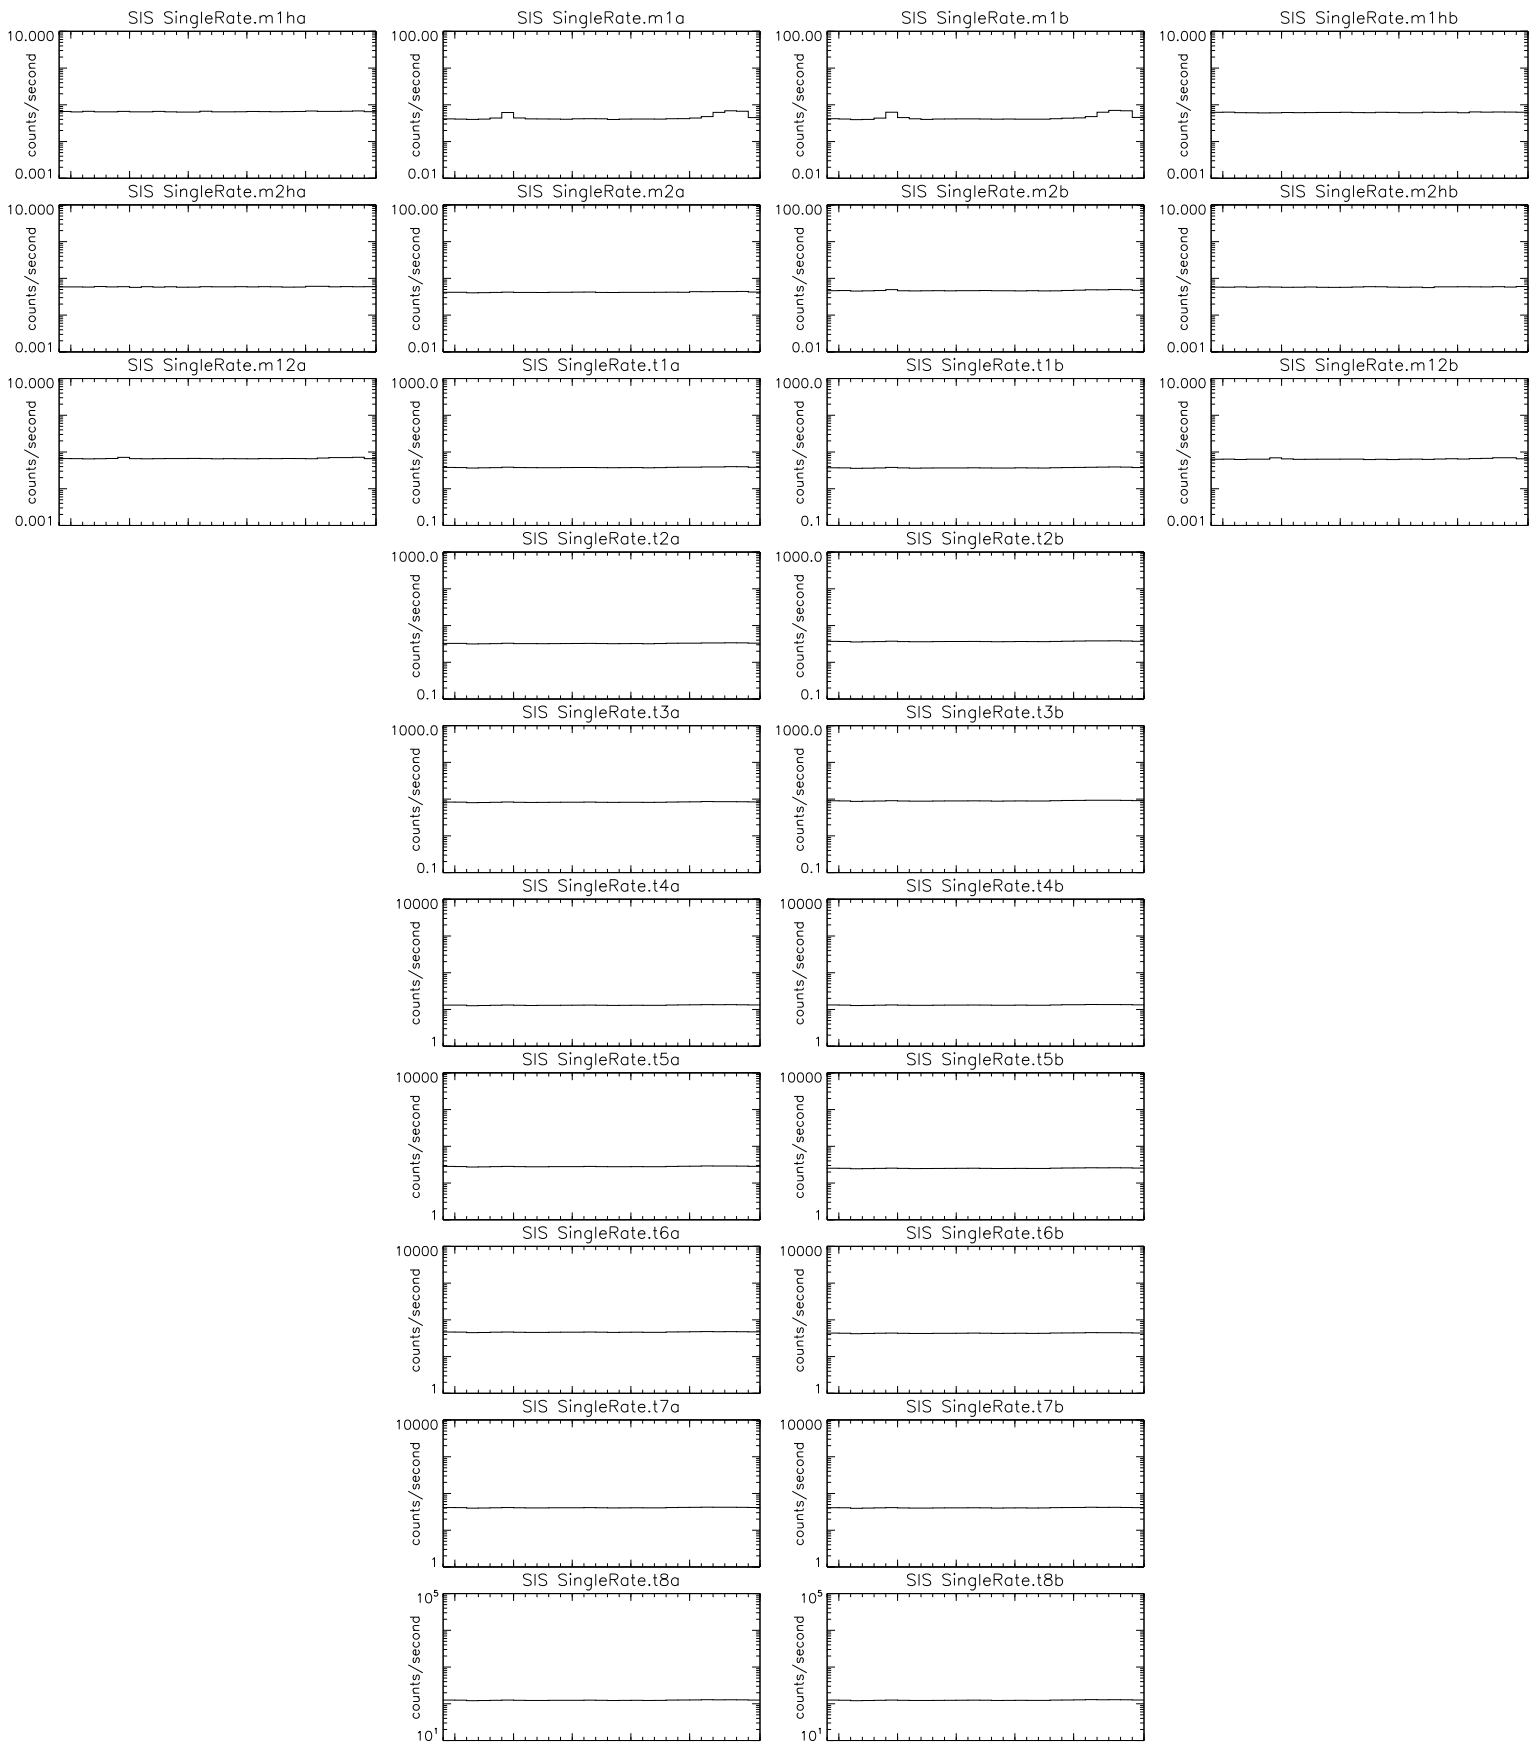 SIS SingleRate.m1ha
10.000
counts/second
0.001
SIS SingleRate.m1a
100.00
counts/second
0.01
SIS SingleRate.m1b
100.00
counts/second
0.01
SIS SingleRate.m1hb
10.000
counts/second
0.001
SIS SingleRate.m2ha
10.000
counts/second
0.001
SIS SingleRate.m2a
100.00
counts/second
0.01
SIS SingleRate.m2b
100.00
counts/second
0.01
SIS SingleRate.m2hb
10.000
counts/second
0.001
SIS SingleRate.m12a
10.000
counts/second
0.001
SIS SingleRate.t1a
1000.0
counts/second
0.1
SIS SingleRate.t1b
1000.0
counts/second
0.1
SIS SingleRate.m12b
10.000
counts/second
0.001
SIS SingleRate.t2a
1000.0
counts/second
0.1
SIS SingleRate.t2b
1000.0
counts/second
0.1
SIS SingleRate.t3a
1000.0
counts/second
0.1
SIS SingleRate.t3b
1000.0
counts/second
0.1
SIS SingleRate.t4a
10000
counts/second
1
SIS SingleRate.t4b
10000
counts/second
1
SIS SingleRate.t5a
10000
counts/second
1
SIS SingleRate.t5b
10000
counts/second
1
SIS SingleRate.t6a
10000
counts/second
1
SIS SingleRate.t6b
10000
counts/second
1
SIS SingleRate.t7a
10000
counts/second
1
SIS SingleRate.t7b
10000
counts/second
1
SIS SingleRate.t8a
10⁵
counts/second
10¹
SIS SingleRate.t8b
10⁵
counts/second
10¹